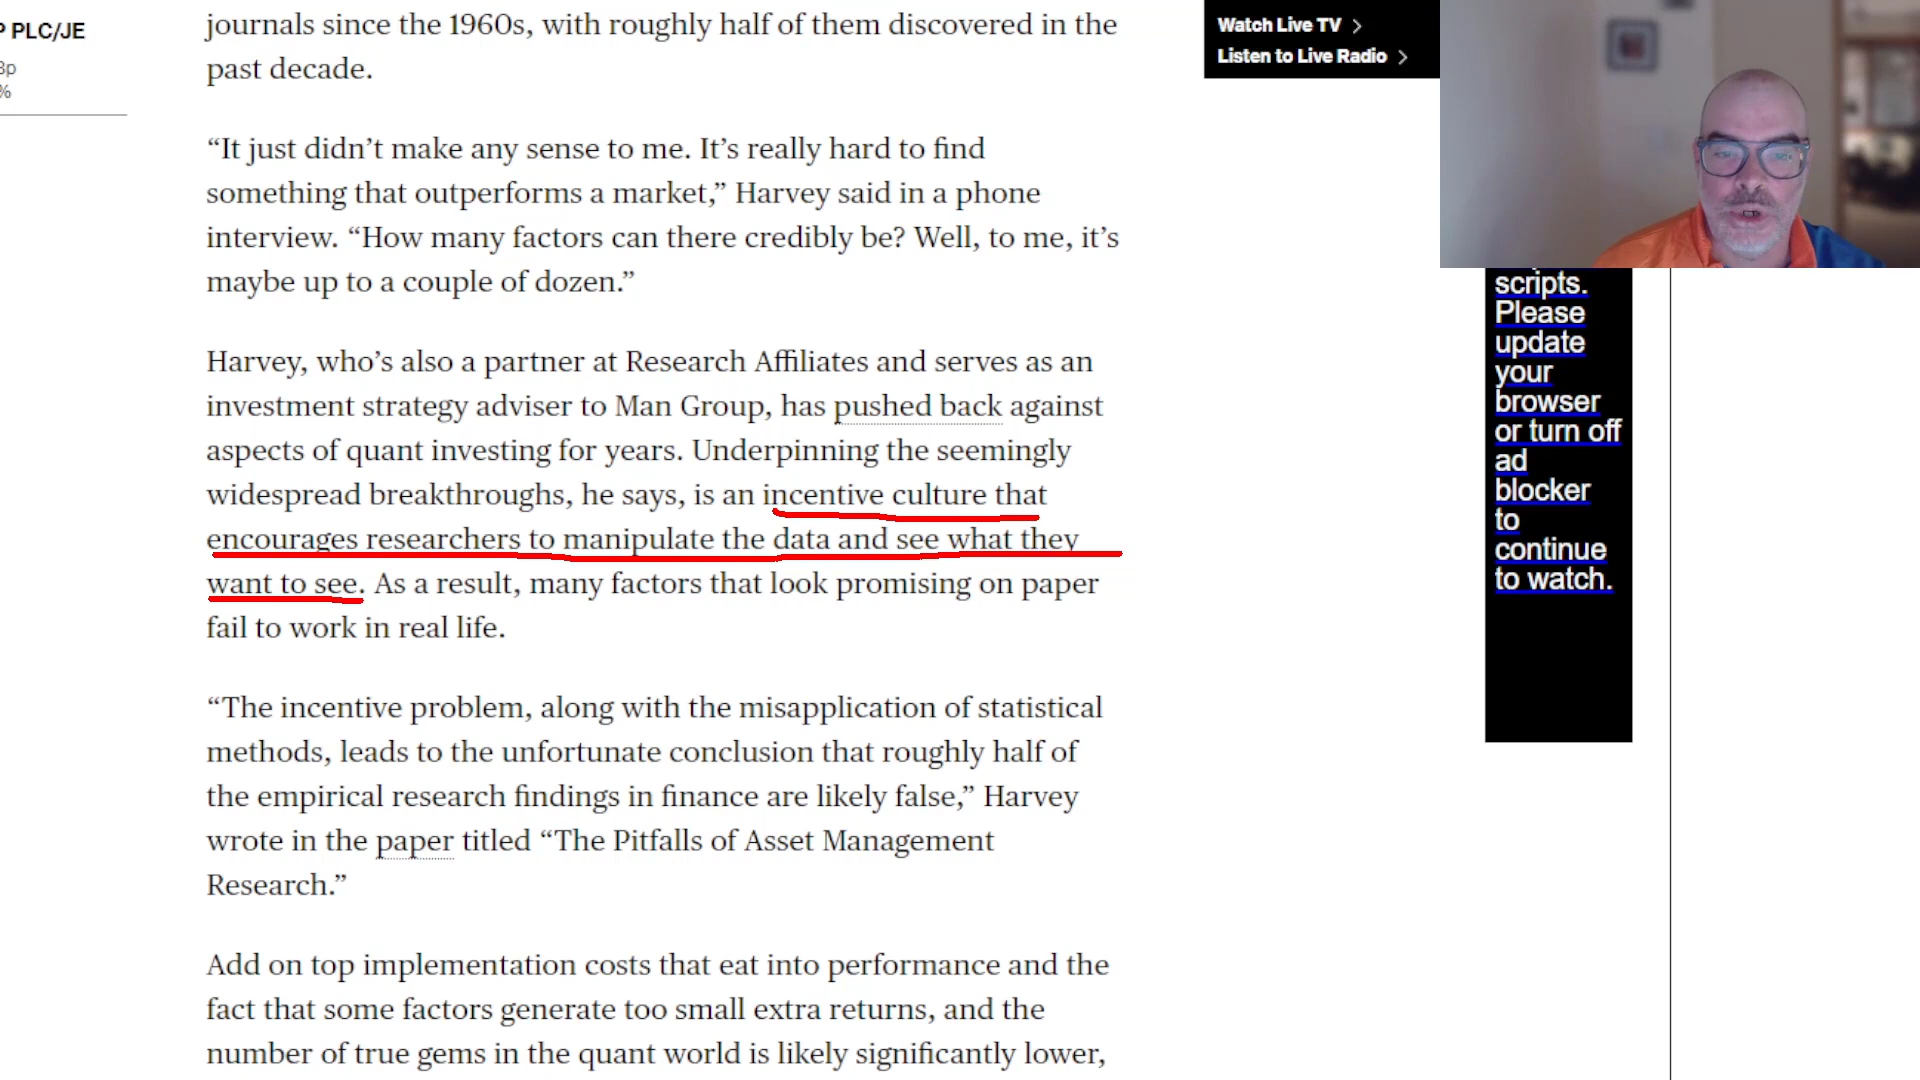 P PLC/JE
3p
%
journals since the 1960s, with roughly half of them discovered in the
past decade.
“It just didn’t make any sense to me. It’s really hard to find
something that outperforms a market,” Harvey said in a phone
interview. “How many factors can there credibly be? Well, to me, it’s
maybe up to a couple of dozen.”
Harvey, who’s also a partner at Research Affiliates and serves as an
investment strategy adviser to Man Group, has pushed back against
aspects of quant investing for years. Underpinning the seemingly
widespread breakthroughs, he says, is an incentive culture that
encourages researchers to manipulate the data and see what they
want to see. As a result, many factors that look promising on paper
fail to work in real life.
“The incentive problem, along with the misapplication of statistical
methods, leads to the unfortunate conclusion that roughly half of
the empirical research findings in finance are likely false,” Harvey
wrote in the paper titled “The Pitfalls of Asset Management
Research.”
Add on top implementation costs that eat into performance and the
fact that some factors generate too small extra returns, and the
number of true gems in the quant world is likely significantly lower,
Watch Live TV >
Listen to Live Radio >
scripts.
Please
update
your
browser
or turn off
ad
blocker
to
continue
to watch.